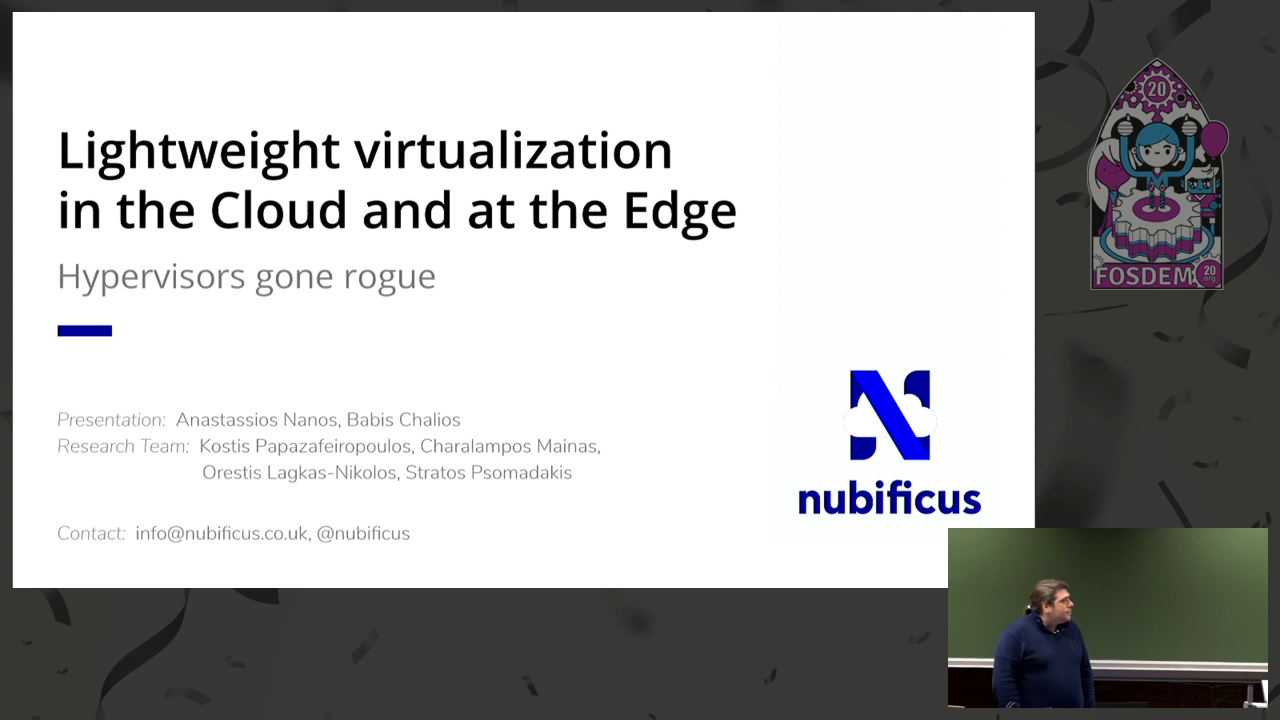 Lightweight virtualization
in the Cloud and at the Edge
Hypervisors gone rogue
Presentation: Anastassios Nanos, Babis Chalios
Research Team: Kostis Papazafeiropoulos, Charalampos Mainas,
Orestis Lagkas-Nikolos, Stratos Psomadakis
Contact: info@nubificus.co.uk, @nubificus
nubificus
20
FOSDEM
20
.org